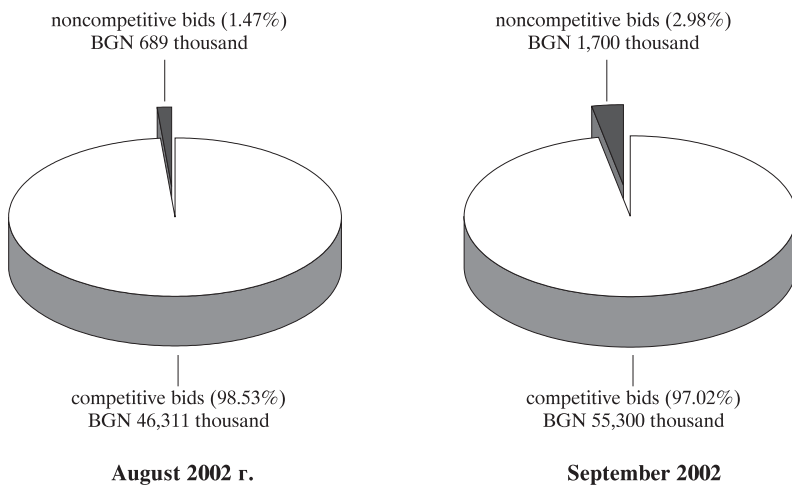 noncompetitive bids (1.47%)
BGN 689 thousand
competitive bids (98.53%)
BGN 46,311 thousand
August 2002 г.
noncompetitive bids (2.98%)
BGN 1,700 thousand
competitive bids (97.02%)
BGN 55,300 thousand
September 2002